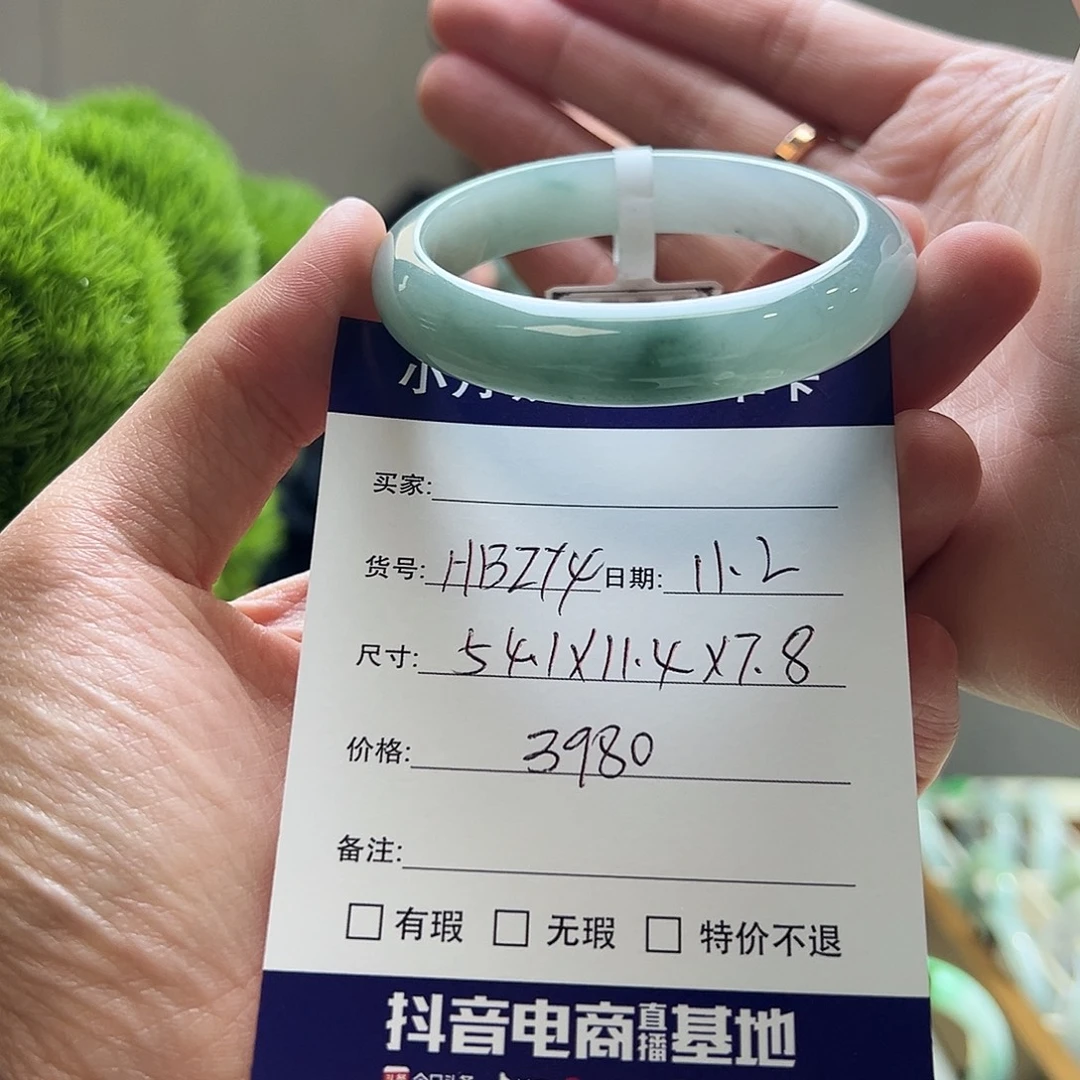 买家:
货号: HBZ74 日期: 11.2
尺寸: 54.1X11.4X7.8
价格: 3980
备注:
□ 有瑕 □ 无瑕 □ 特价不退
抖音电商直播基地